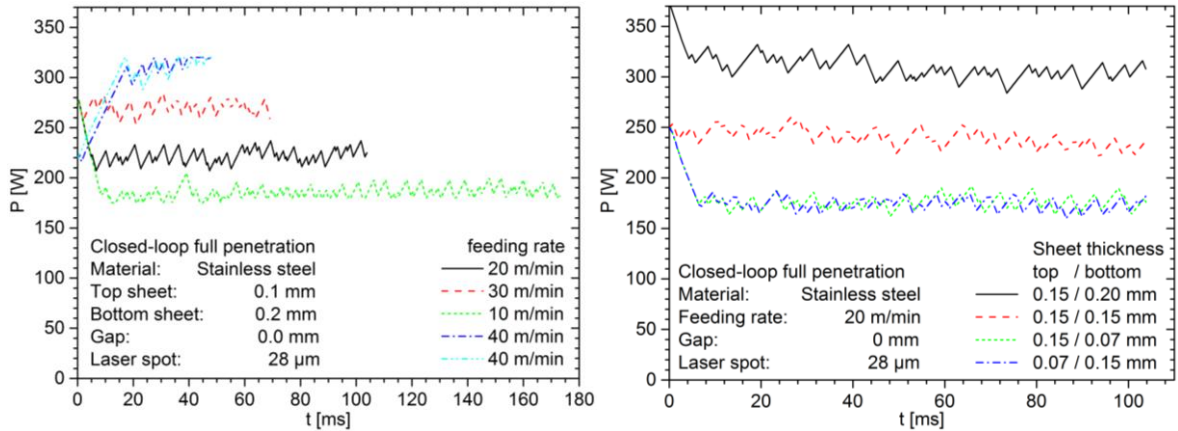 P [W]
350
300
250
200
150
100
50
0
Closed-loop full penetration
Material: Stainless steel
Top sheet: 0.1 mm
Bottom sheet: 0.2 mm
Gap: 0.0 mm
Laser spot: 28 µm
feeding rate
20 m/min
30 m/min
10 m/min
40 m/min
40 m/min
0 20 40 60 80 100 120 140 160 180
t [ms]
P [W]
350
300
250
200
150
100
50
0
Closed-loop full penetration
Material: Stainless steel
Feeding rate: 20 m/min
Gap: 0 mm
Laser spot: 28 µm
Sheet thickness
top / bottom
0.15 / 0.20 mm
0.15 / 0.15 mm
0.15 / 0.07 mm
0.07 / 0.15 mm
0 20 40 60 80 100
t [ms]